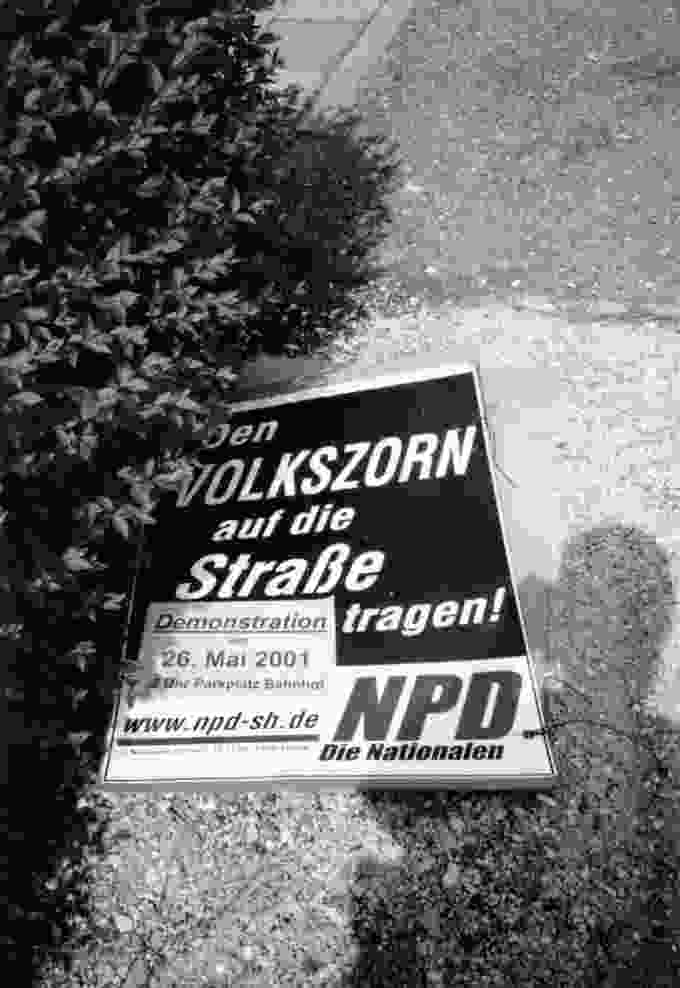 Den
VOLKSZORN
auf die
Straße
tragen!
Demonstration
26. Mai 2001
Uhr Parkplatz Bahnhof
www.npd-sh.de
NPD
Die Nationalen